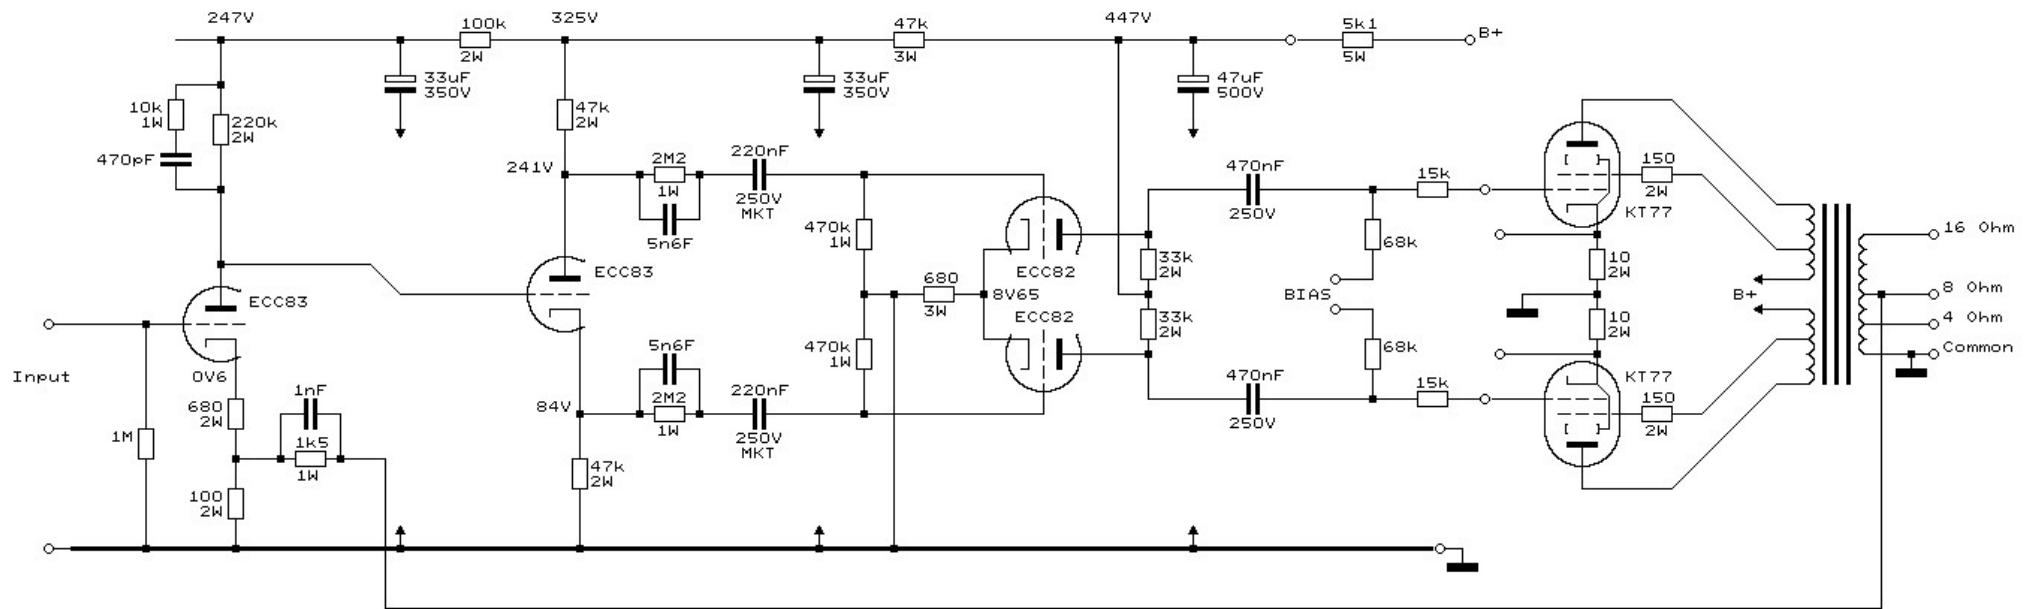 247V
100k
2W
325V
47k
3W
447V
5k1
5W
B+
33uF
350V
33uF
350V
47uF
500V
10k
1W
220k
2W
470pF
47k
2W
241V
2M2
1W
5n6F
220nF
250V
MKT
470k
1W
ECC82
33k
2W
470nF
250V
15k
68k
150
2W
KT77
10
2W
16 Ohm
8 Ohm
4 Ohm
Common
B+
ECC83
ECC83
680
3W
8V65
ECC82
33k
2W
BIAS
10
2W
Input
0V6
1nF
680
2W
1k5
1W
1M
100
2W
84V
5n6F
2M2
1W
220nF
250V
MKT
470k
1W
47k
2W
470nF
250V
68k
15k
KT77
150
2W